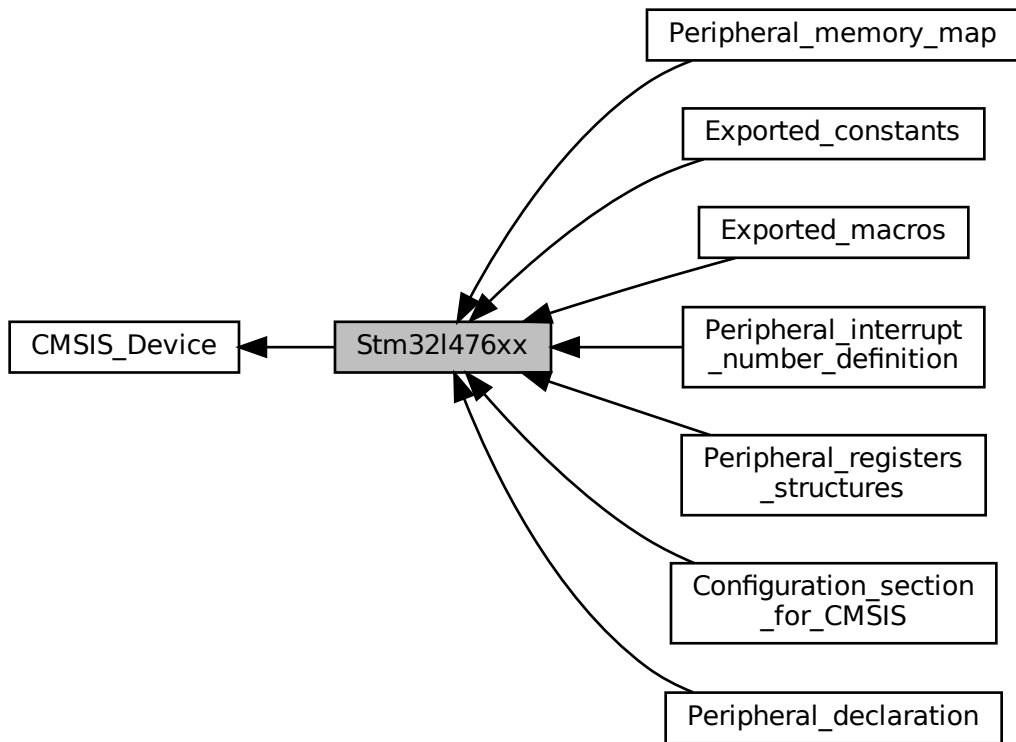 Peripheral_memory_map
Exported_constants
Exported_macros
CMSIS_Device
Stm32l476xx
Peripheral_interrupt
_number_definition
Peripheral_registers
_structures
Configuration_section
_for_CMSIS
Peripheral_declaration